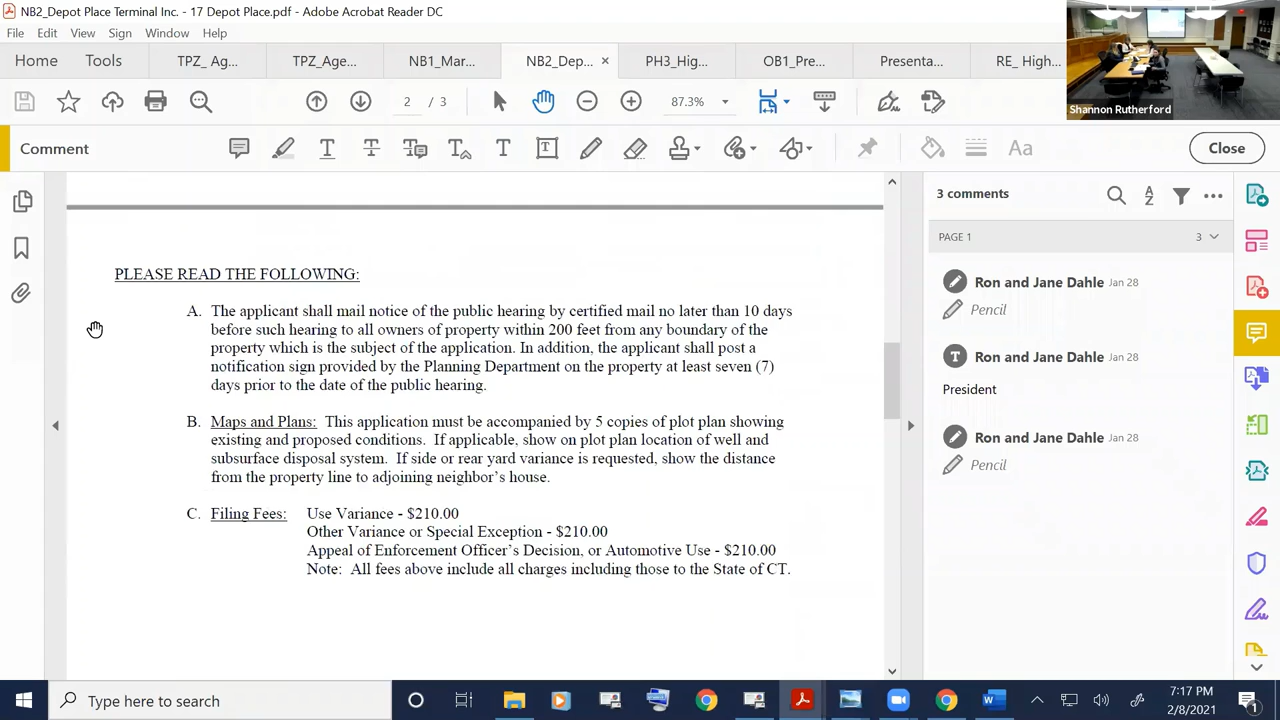 NB2_Depot Place Terminal Inc. - 17 Depot Place.pdf - Adobe Acrobat Reader DC
File Edit View Sign Window Help
Home Tools TPZ_ Ag... TPZ_Age... NB1_Mar... NB2_Dep... × PH3_Hig... OB1_Pre... Presenta... RE_ High...
2 / 3 87.3%
Shannon Rutherford
Comment T T T T T Aa Close
3 comments
PAGE 1 3
Ron and Jane Dahle Jan 28
Pencil
T Ron and Jane Dahle Jan 28
President
Ron and Jane Dahle Jan 28
Pencil
PLEASE READ THE FOLLOWING:
A. The applicant shall mail notice of the public hearing by certified mail no later than 10 days
before such hearing to all owners of property within 200 feet from any boundary of the
property which is the subject of the application. In addition, the applicant shall post a
notification sign provided by the Planning Department on the property at least seven (7)
days prior to the date of the public hearing.
B. Maps and Plans: This application must be accompanied by 5 copies of plot plan showing
existing and proposed conditions. If applicable, show on plot plan location of well and
subsurface disposal system. If side or rear yard variance is requested, show the distance
from the property line to adjoining neighbor's house.
C. Filing Fees: Use Variance - $210.00
Other Variance or Special Exception - $210.00
Appeal of Enforcement Officer's Decision, or Automotive Use - $210.00
Note: All fees above include all charges including those to the State of CT.
Type here to search
7:17 PM
2/8/2021
1